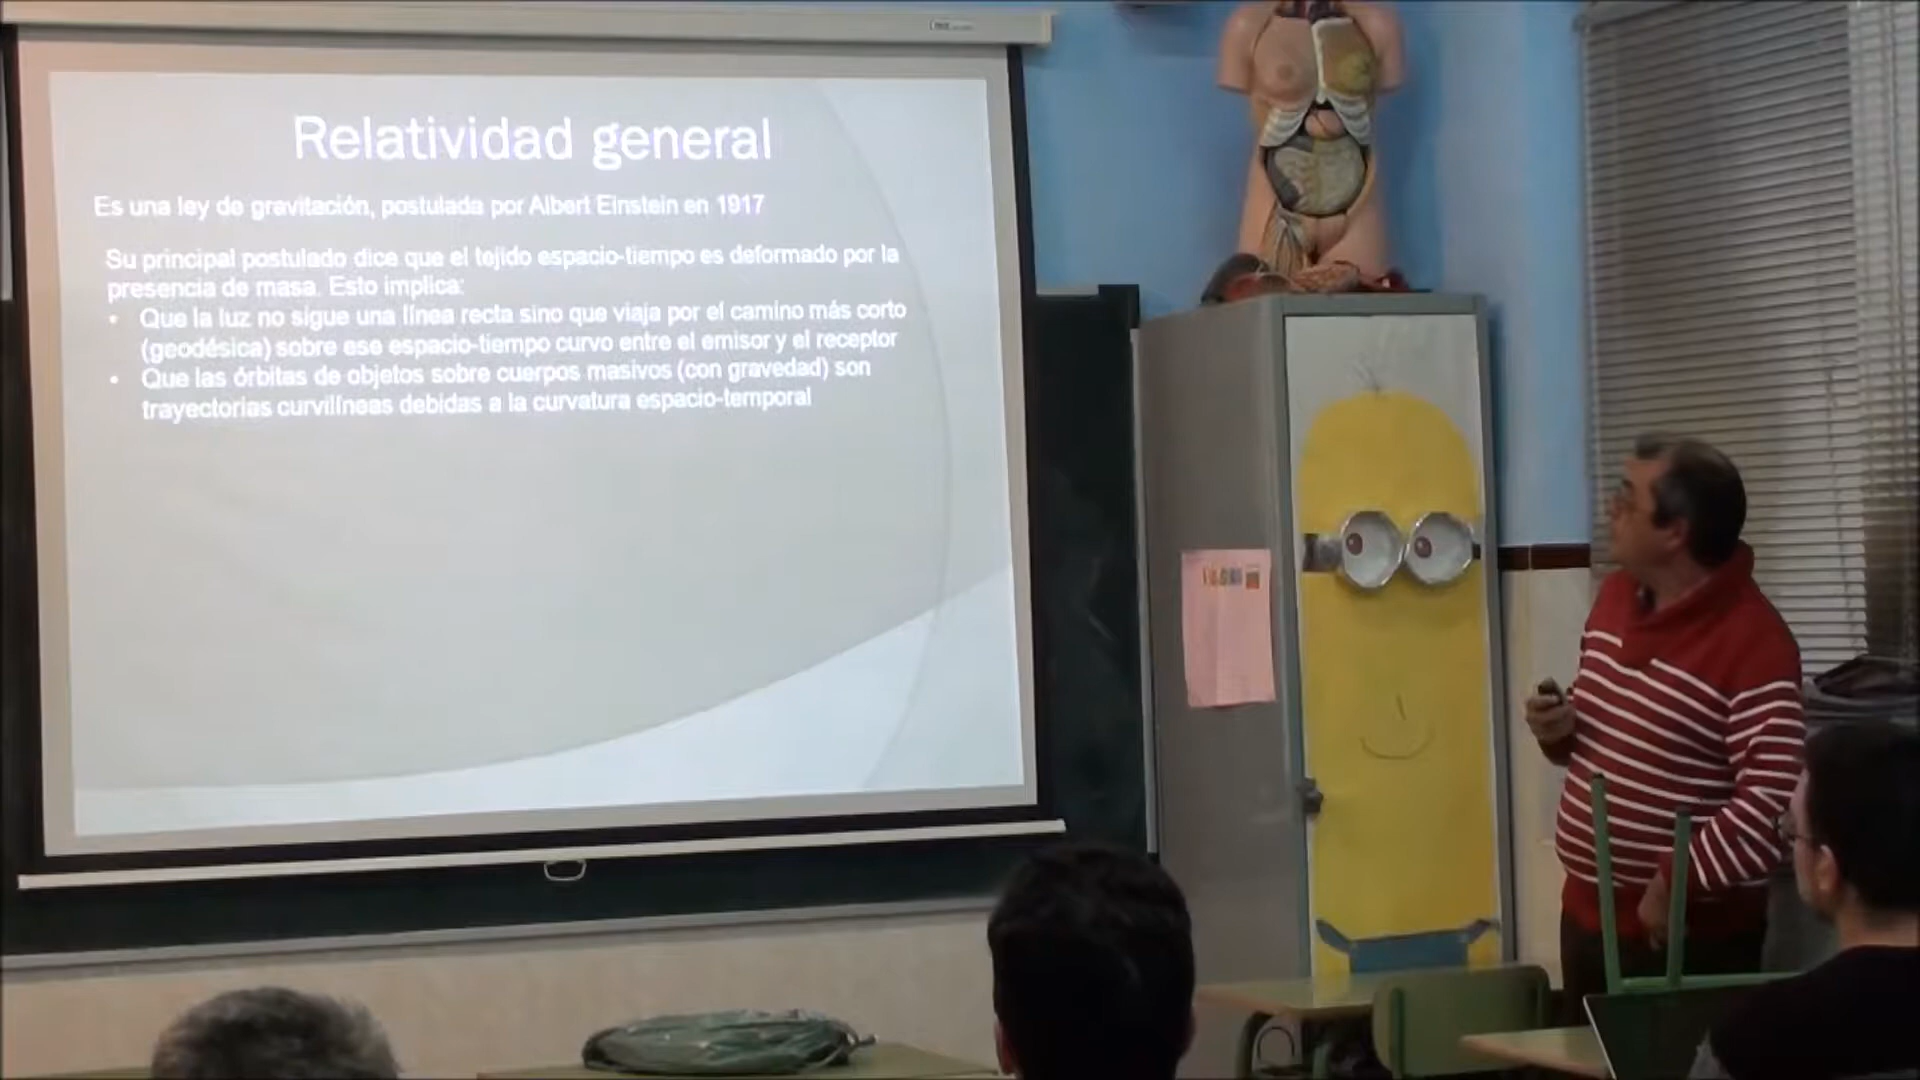 Relatividad general
Es una ley de gravitación, postulada por Albert Einstein en 1917
Su principal postulado dice que el tejido espacio-tiempo es deformado por la
presencia de masa. Esto implica:
• Que la luz no sigue una línea recta sino que viaja por el camino más corto
(geodésica) sobre ese espacio-tiempo curvo entre el emisor y el receptor
• Que las órbitas de objetos sobre cuerpos masivos (con gravedad) son
trayectorias curvilíneas debidas a la curvatura espacio-temporal